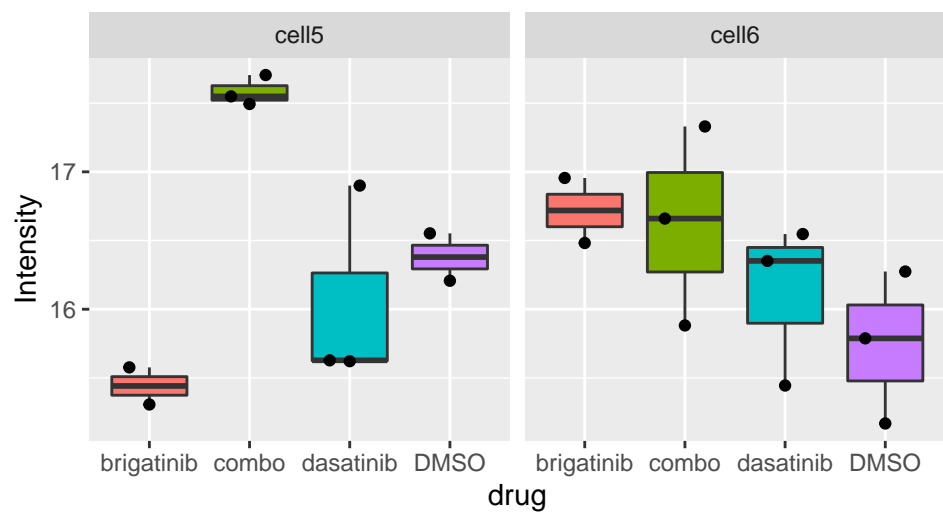 cell5 cell6
Intensity
17
16
brigatinib combo dasatinib DMSO brigatinib combo dasatinib DMSO
drug